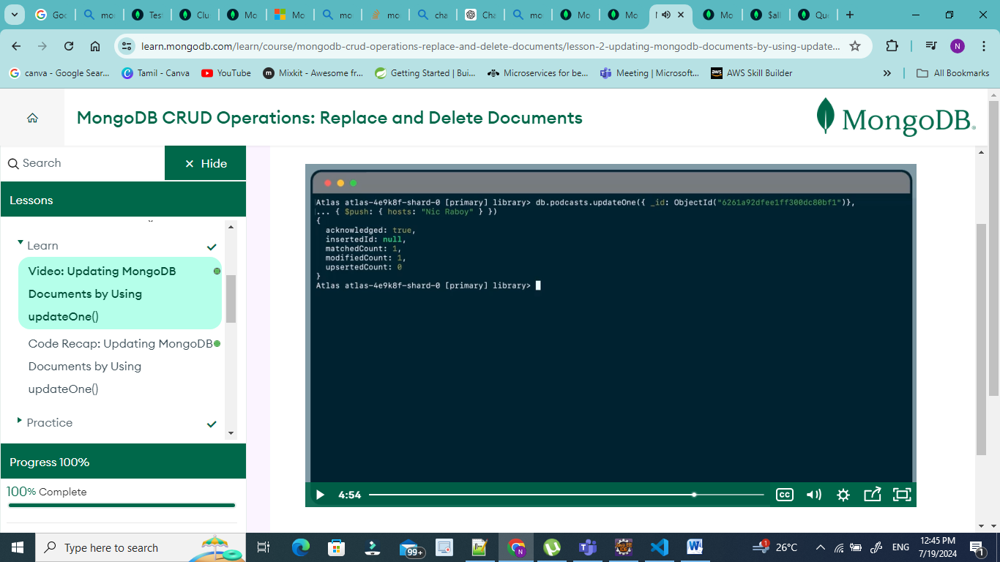 Goo
mon
Test
Clu
Mo
Mo
mo
mo
cha
Cha
mo
Mo
Mo
Mo
$all
Que
learn.mongodb.com/learn/course/mongodb-crud-operations-replace-and-delete-documents/lesson-2-updating-mongodb-documents-by-using-update...
N
canva - Google Sear...
Tamil - Canva
YouTube
Mixkit - Awesome fr...
Getting Started | Bui...
Microservices for be...
Meeting | Microsoft...
AWS Skill Builder
All Bookmarks
MongoDB CRUD Operations: Replace and Delete Documents
MongoDB®
Search
× Hide
Lessons
Learn
Video: Updating MongoDB
Documents by Using
updateOne()
Code Recap: Updating MongoDB
Documents by Using
updateOne()
Practice
Progress 100%
100% Complete
Atlas atlas-4e9k8f-shard-0 [primary] library> db.podcasts.updateOne({ _id: ObjectId("6261a92dfee1ff300dc80bf1")},
... { $push: { hosts: "Nic Raboy" } })
{
acknowledged: true,
insertedId: null,
matchedCount: 1,
modifiedCount: 1,
upsertedCount: 0
}
Atlas atlas-4e9k8f-shard-0 [primary] library>
4:54
CC
Type here to search
99+
N
1
26°C
ENG
12:45 PM
7/19/2024
1